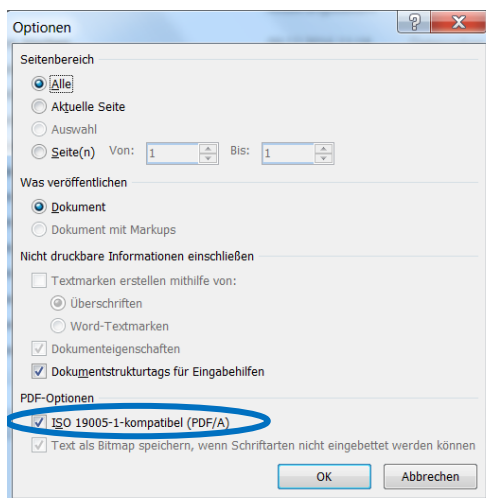 Optionen
Seitenbereich
Alle
Aktuelle Seite
Auswahl
Seite(n) Von: 1 Bis: 1
Was veröffentlichen
Dokument
Dokument mit Markups
Nicht druckbare Informationen einschließen
Textmarken erstellen mithilfe von:
Überschriften
Word-Textmarken
Dokumenteigenschaften
Dokumentstrukturtags für Eingabehilfen
PDF-Optionen
ISO 19005-1-kompatibel (PDF/A)
Text als Bitmap speichern, wenn Schriftarten nicht eingebettet werden können
OK Abbrechen